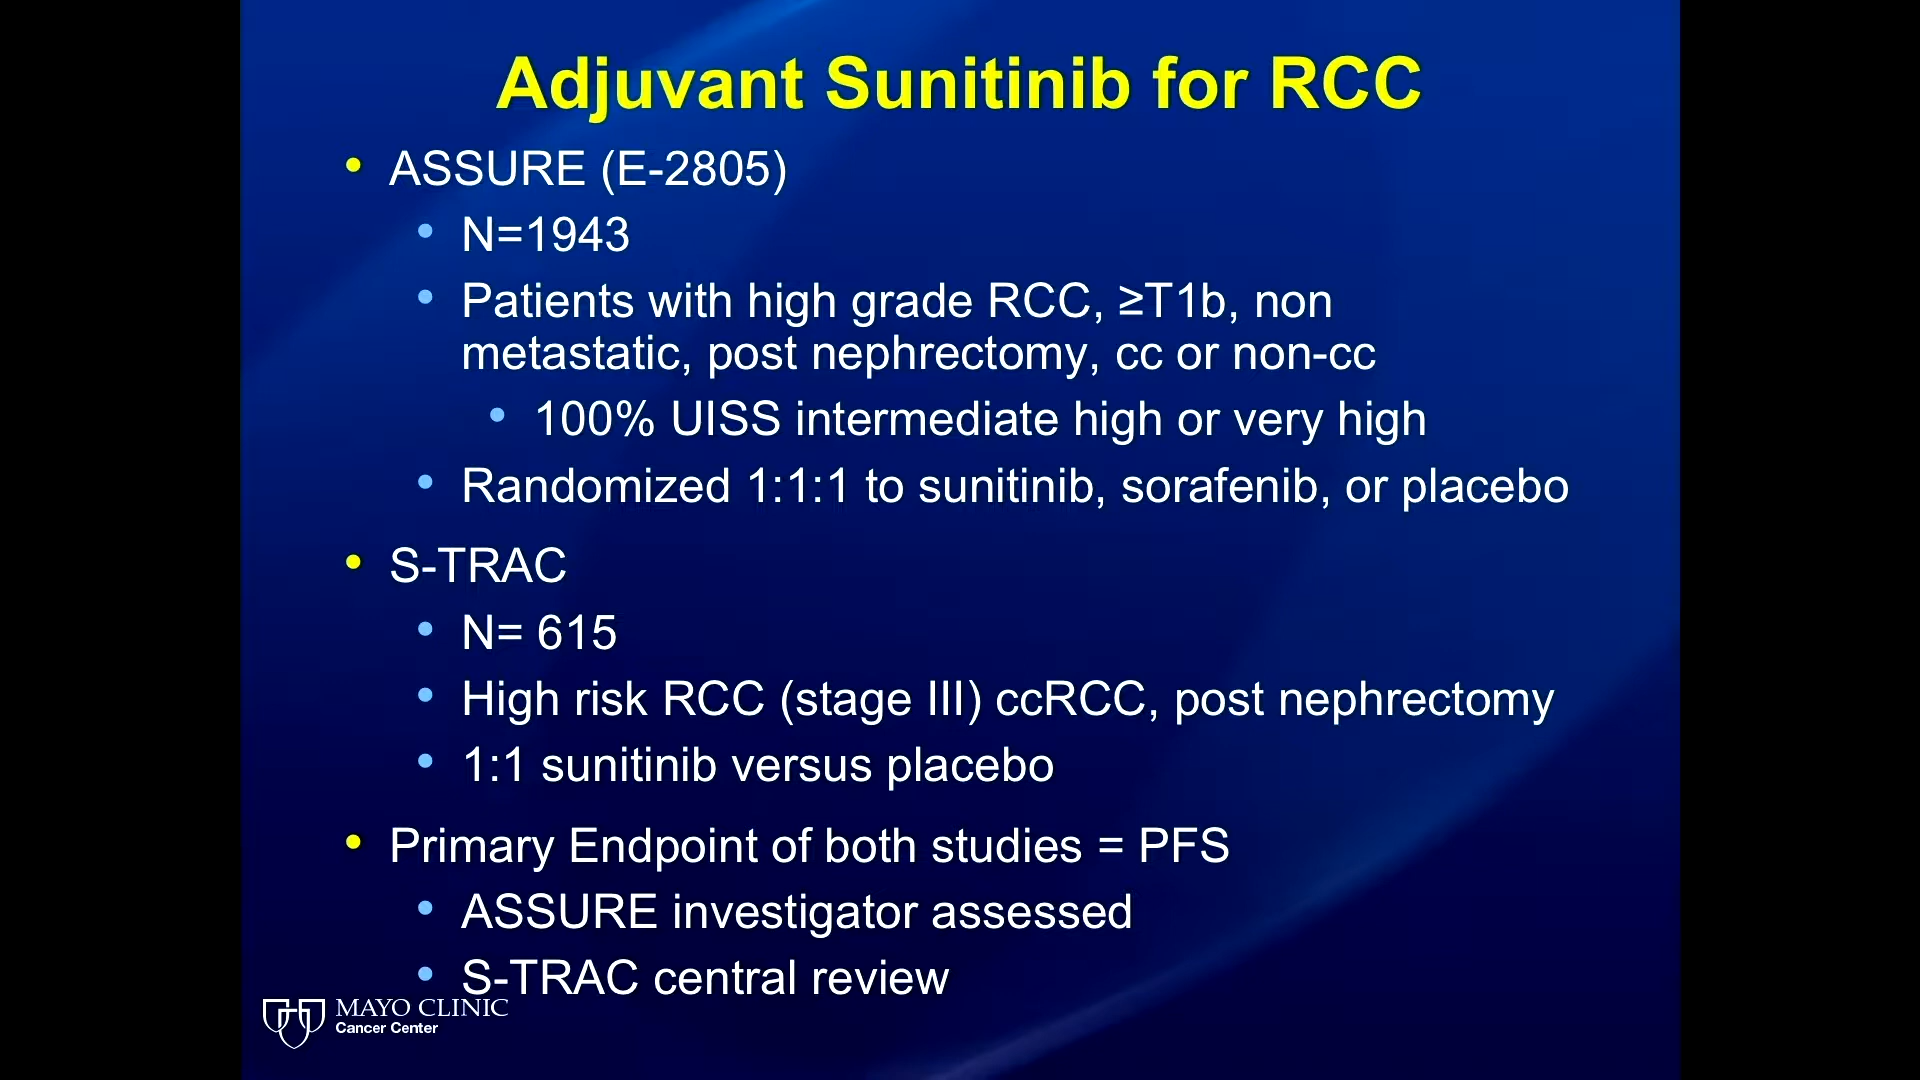 Adjuvant Sunitinib for RCC
• ASSURE (E-2805)
• N=1943
• Patients with high grade RCC, ≥T1b, non
metastatic, post nephrectomy, cc or non-cc
• 100% UISS intermediate high or very high
• Randomized 1:1:1 to sunitinib, sorafenib, or placebo
• S-TRAC
• N= 615
• High risk RCC (stage III) ccRCC, post nephrectomy
• 1:1 sunitinib versus placebo
• Primary Endpoint of both studies = PFS
• ASSURE investigator assessed
• S-TRAC central review
MAYO CLINIC
Cancer Center